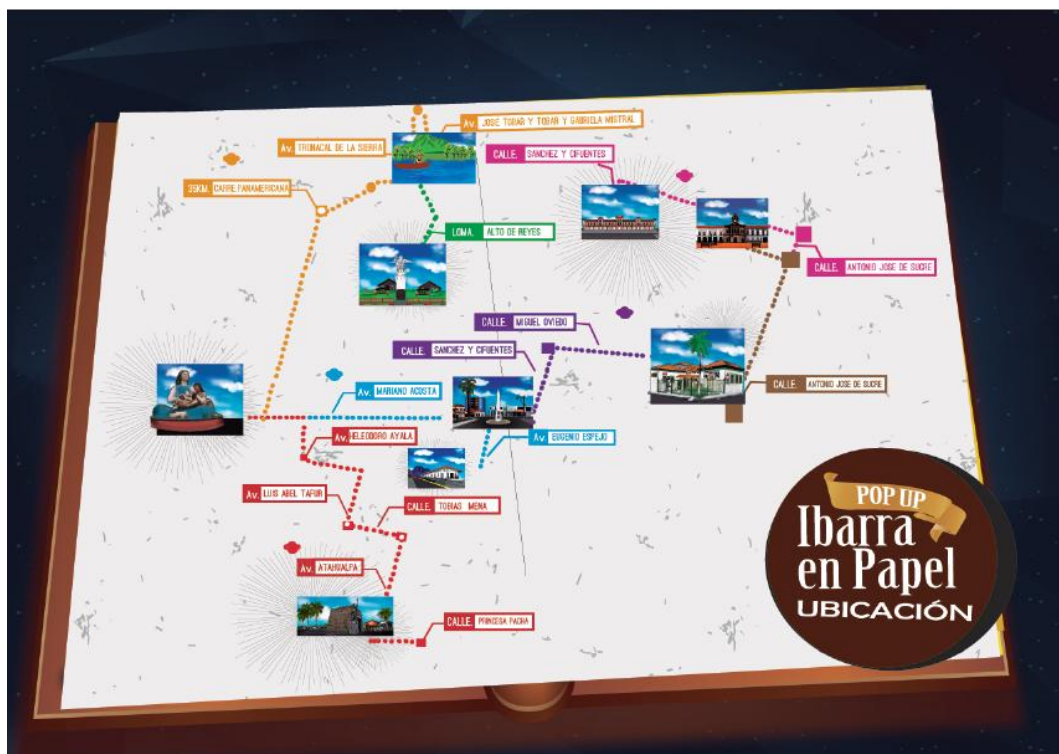 Av. JOSE TOBAR Y TOBAR Y GABRIELA MISTRAL
Av. TRONACAL DE LA SIERRA
CALLE. SANCHEZ Y CIFUENTES
39KM. CARRE.PANAMERICANA
LOMA. ALTO DE REYES
CALLE. ANTONIO JOSE DE SUCRE
CALLE. MIGUEL OVIEDO
CALLE. SANCHEZ Y CIFUENTES
CALLE. ANTONIO JOSE DE SUCRE
Av. MARIANO ACOSTA
Av. HELEODORO AYALA
Av. EUGENIO ESPEJO
Av. LUIS ABEL TAFUR
CALLE. TOBIAS MENA
Av. ATAHUALPA
CALLE. PRINCESA PACHA
POP UP
Ibarra
en Papel
UBICACIÓN